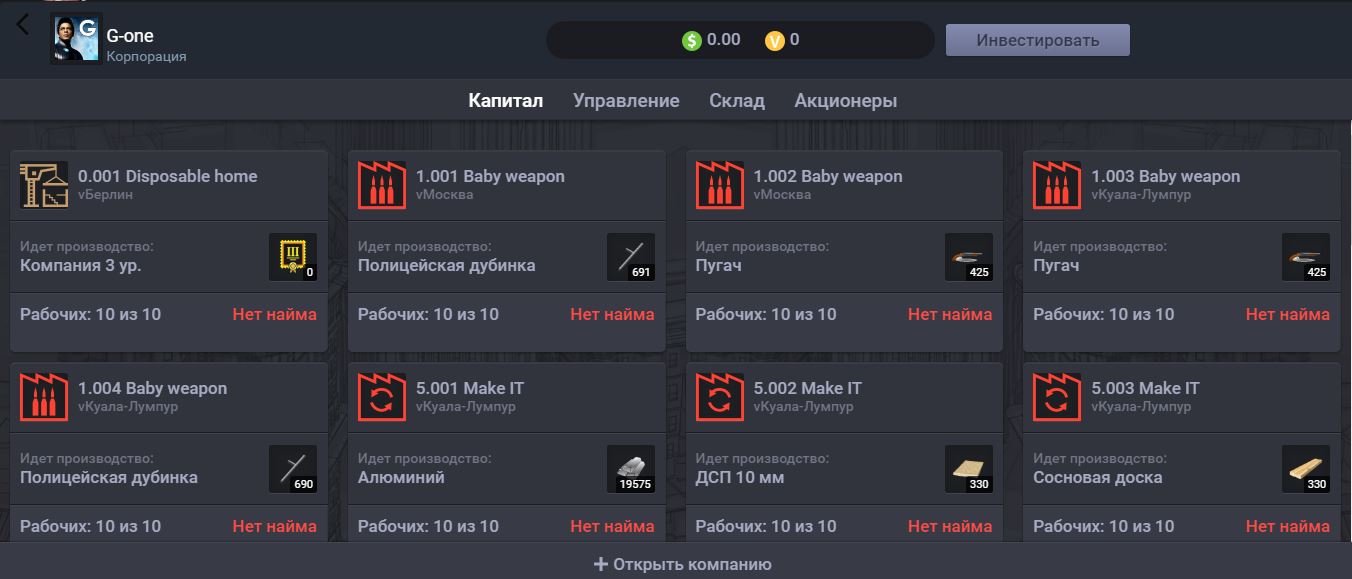 G
G-one
Корпорация
$ 0.00 V 0
Инвестировать
Капитал Управление Склад Акционеры
0.001 Disposable home
vБерлин
Идет производство:
Компания 3 ур.
III
0
Рабочих: 10 из 10 Нет найма
1.001 Baby weapon
vМосква
Идет производство:
Полицейская дубинка
691
Рабочих: 10 из 10 Нет найма
1.002 Baby weapon
vМосква
Идет производство:
Пугач
425
Рабочих: 10 из 10 Нет найма
1.003 Baby weapon
vКуала-Лумпур
Идет производство:
Пугач
425
Рабочих: 10 из 10 Нет найма
1.004 Baby weapon
vКуала-Лумпур
Идет производство:
Полицейская дубинка
690
Рабочих: 10 из 10 Нет найма
5.001 Make IT
vКуала-Лумпур
Идет производство:
Алюминий
19575
Рабочих: 10 из 10 Нет найма
5.002 Make IT
vКуала-Лумпур
Идет производство:
ДСП 10 мм
330
Рабочих: 10 из 10 Нет найма
5.003 Make IT
vКуала-Лумпур
Идет производство:
Сосновая доска
330
Рабочих: 10 из 10 Нет найма
+ Открыть компанию